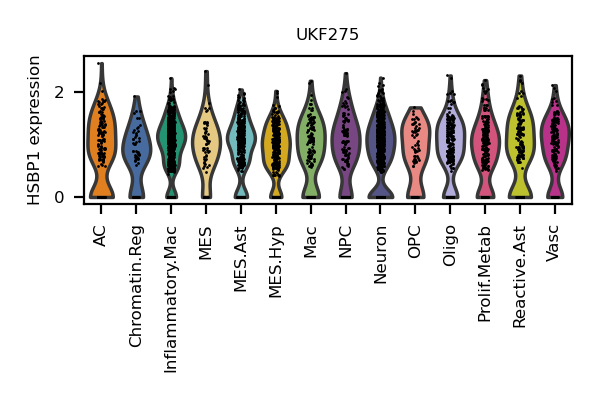 UKF275
HSBP1 expression
2
0
AC
Chromatin.Reg
Inflammatory.Mac
MES
MES.Ast
MES.Hyp
Mac
NPC
Neuron
OPC
Oligo
Prolif.Metab
Reactive.Ast
Vasc